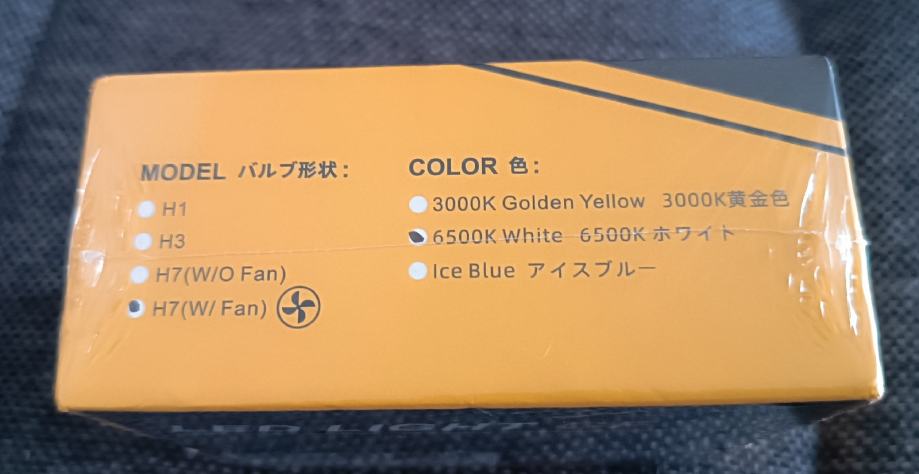 MODEL バルブ形状:
H1
H3
H7(W/O Fan)
H7(W/ Fan)
COLOR 色:
3000K Golden Yellow 3000K黄金色
6500K White 6500K ホワイト
Ice Blue アイスブルー
LED LIGHT